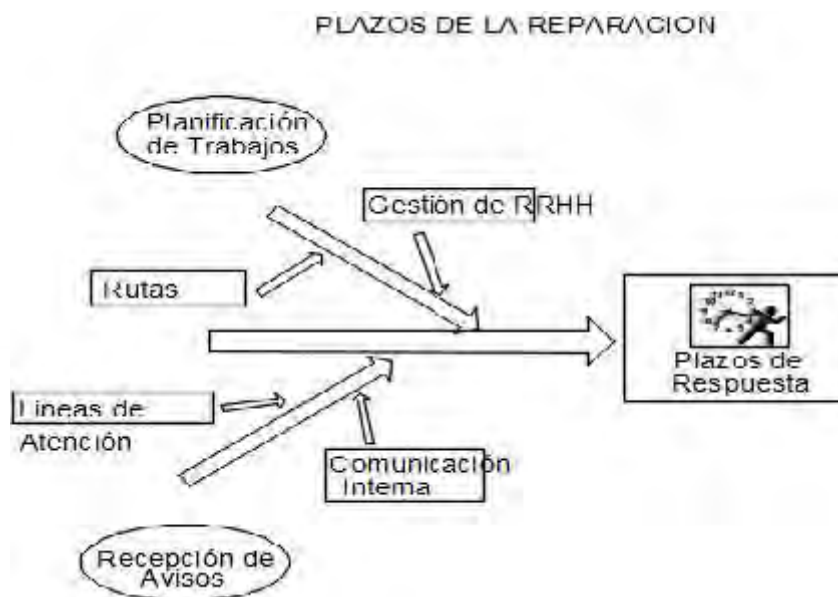 PLAZOS DE LA REPARACION
Planificación
de Trabajos
Gestión de RRHH
Rutas
Plazos de
Respuesta
Líneas de
Atención
Comunicación
Interna
Recepción de
Avisos